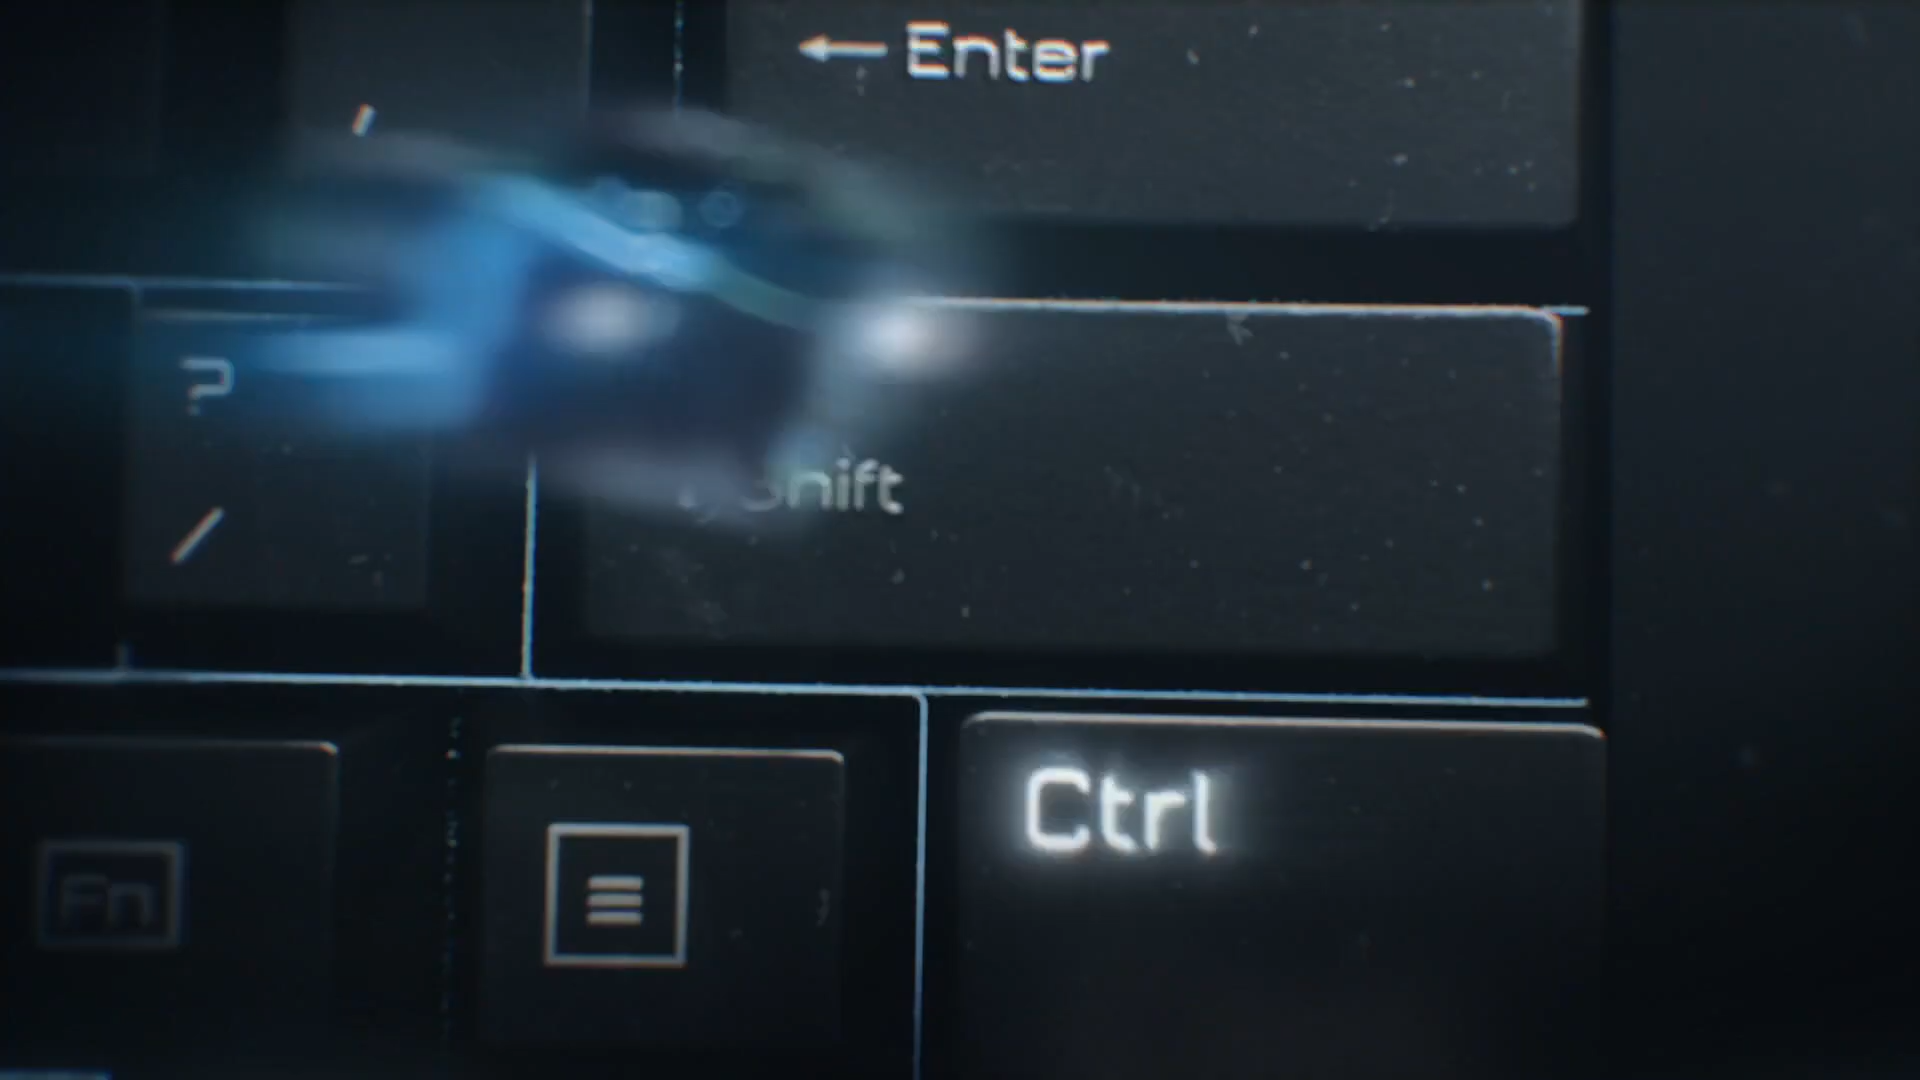 ← Enter
'
?
Shift
/
Ctrl
Fn